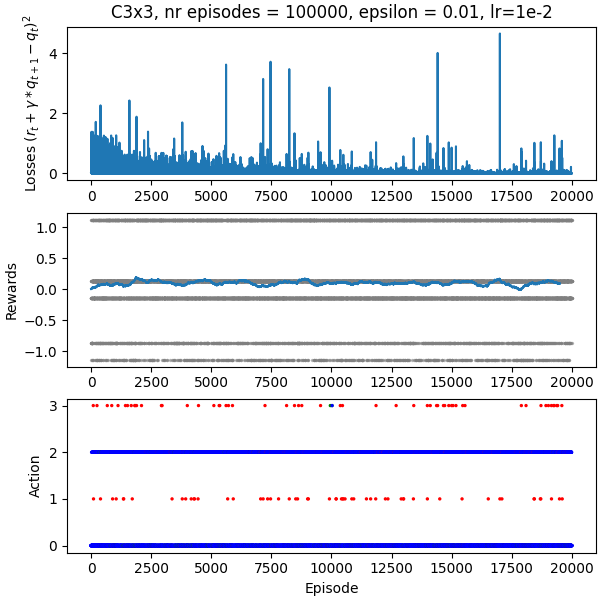 C3x3, nr episodes = 100000, epsilon = 0.01, lr=1e-2
Losses $(r_t + \gamma * q_{t+1} - q_t)^2$
4
2
0
0 2500 5000 7500 10000 12500 15000 17500 20000
Rewards
1.0
0.5
0.0
−0.5
−1.0
0 2500 5000 7500 10000 12500 15000 17500 20000
Action
3
2
1
0
0 2500 5000 7500 10000 12500 15000 17500 20000
Episode